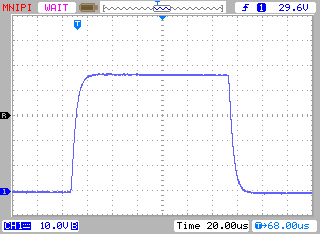 MNIPI WAIT T 1 29.6V
T
R
1
CH1 10.0V B Time 20.00us T→68.00us